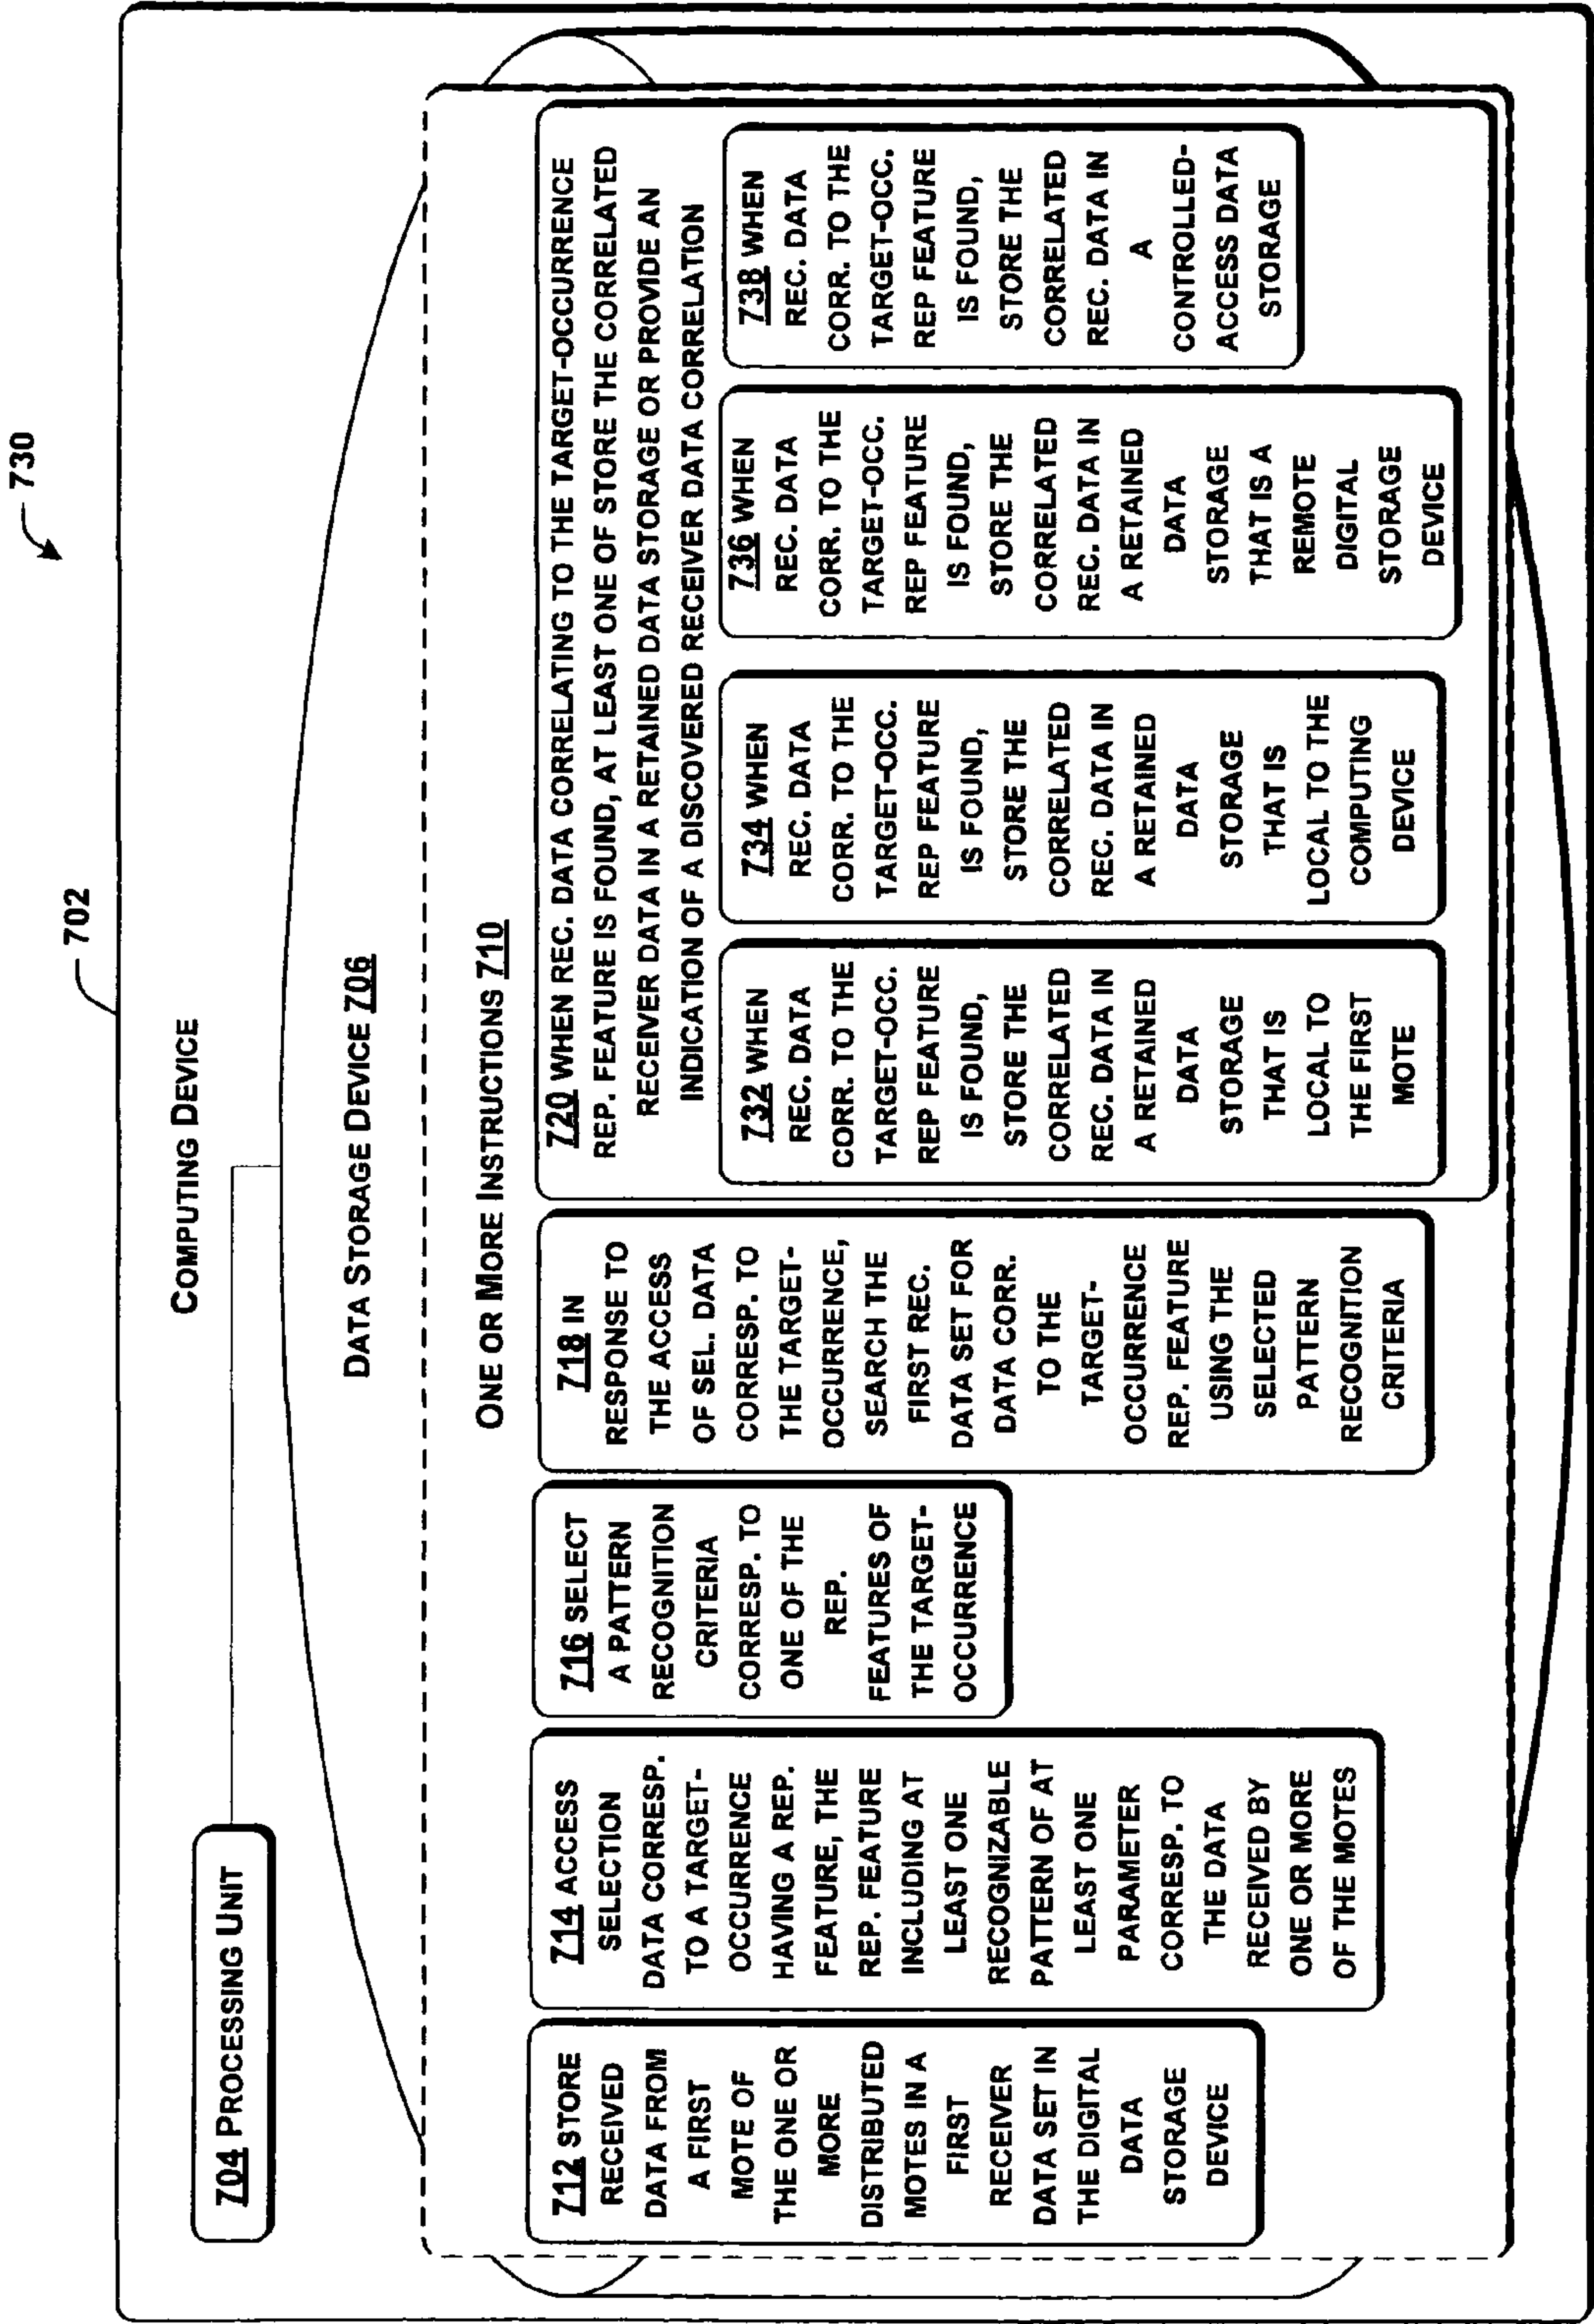 730
702
COMPUTING DEVICE
704 PROCESSING UNIT
DATA STORAGE DEVICE 706
ONE OR MORE INSTRUCTIONS 710
712 STORE
RECEIVED
DATA FROM
A FIRST
MOTE OF
THE ONE OR
MORE
DISTRIBUTED
MOTES IN A
FIRST
RECEIVER
DATA SET IN
THE DIGITAL
DATA
STORAGE
DEVICE
714 ACCESS
SELECTION
DATA CORRESP.
TO A TARGET-
OCCURRENCE
HAVING A REP.
FEATURE, THE
REP. FEATURE
INCLUDING AT
LEAST ONE
RECOGNIZABLE
PATTERN OF AT
LEAST ONE
PARAMETER
CORRESP. TO
THE DATA
RECEIVED BY
ONE OR MORE
OF THE MOTES
716 SELECT
A PATTERN
RECOGNITION
CRITERIA
CORRESP. TO
ONE OF THE
REP.
FEATURES OF
THE TARGET-
OCCURRENCE
718 IN
RESPONSE TO
THE ACCESS
OF SEL. DATA
CORRESP. TO
THE TARGET-
OCCURRENCE,
SEARCH THE
FIRST REC.
DATA SET FOR
DATA CORR.
TO THE
TARGET-
OCCURRENCE
REP. FEATURE
USING THE
SELECTED
PATTERN
RECOGNITION
CRITERIA
720 WHEN REC. DATA CORRELATING TO THE TARGET-OCCURRENCE
REP. FEATURE IS FOUND, AT LEAST ONE OF STORE THE CORRELATED
RECEIVER DATA IN A RETAINED DATA STORAGE OR PROVIDE AN
INDICATION OF A DISCOVERED RECEIVER DATA CORRELATION
732 WHEN
REC. DATA
CORR. TO THE
TARGET-OCC.
REP FEATURE
IS FOUND,
STORE THE
CORRELATED
REC. DATA IN
A RETAINED
DATA
STORAGE
THAT IS
LOCAL TO
THE FIRST
MOTE
734 WHEN
REC. DATA
CORR. TO THE
TARGET-OCC.
REP FEATURE
IS FOUND,
STORE THE
CORRELATED
REC. DATA IN
A RETAINED
DATA
STORAGE
THAT IS
LOCAL TO THE
COMPUTING
DEVICE
736 WHEN
REC. DATA
CORR. TO THE
TARGET-OCC.
REP FEATURE
IS FOUND,
STORE THE
CORRELATED
REC. DATA IN
A RETAINED
DATA
STORAGE
THAT IS A
REMOTE
DIGITAL
STORAGE
DEVICE
738 WHEN
REC. DATA
CORR. TO THE
TARGET-OCC.
REP FEATURE
IS FOUND,
STORE THE
CORRELATED
REC. DATA IN
A
CONTROLLED-
ACCESS DATA
STORAGE